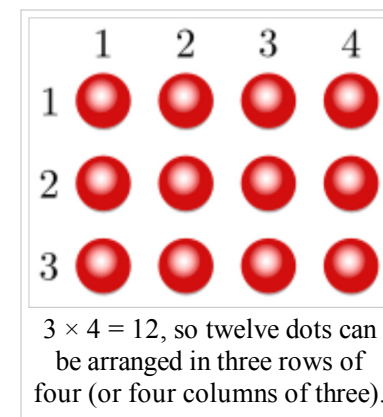 1 2 3 4
1
2
3
3 × 4 = 12, so twelve dots can
be arranged in three rows of
four (or four columns of three).